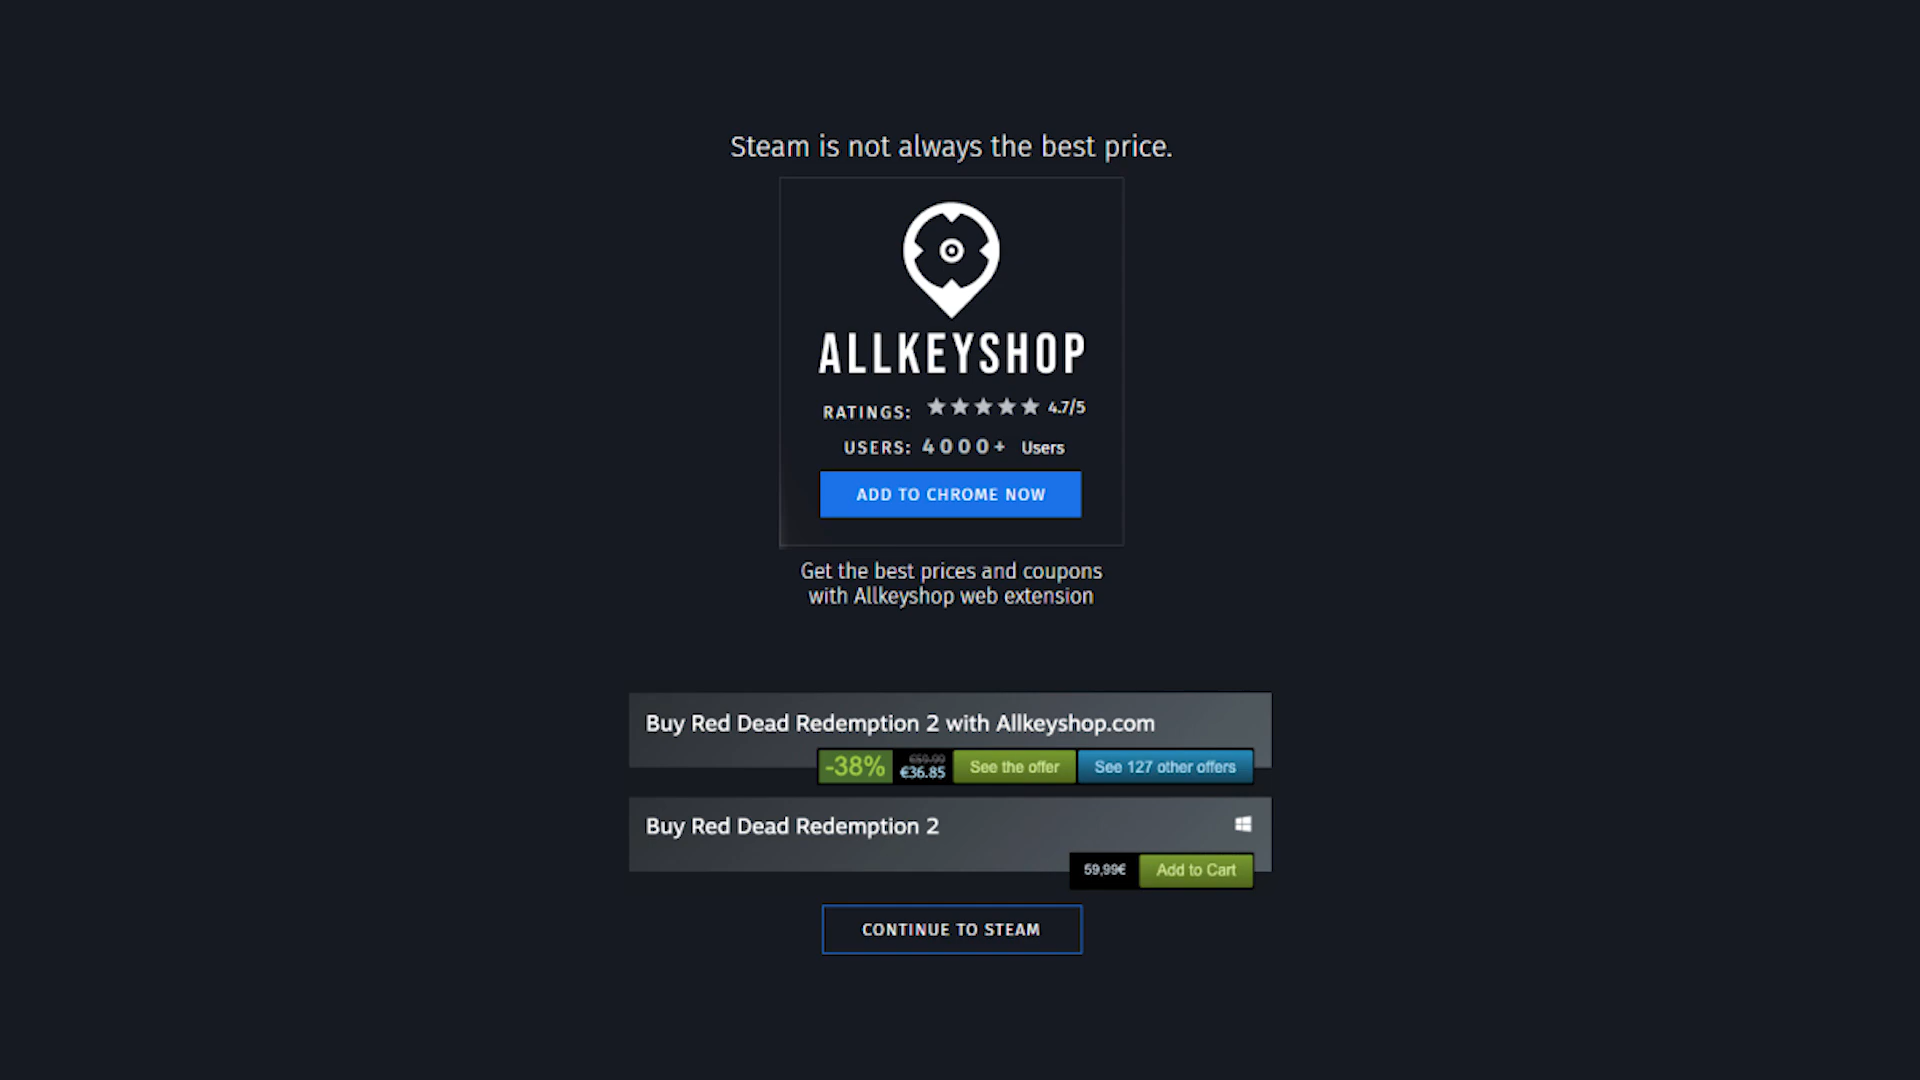 Steam is not always the best price.
ALLKEYSHOP
RATINGS: 4.7/5
USERS: 4000+ Users
ADD TO CHROME NOW
Get the best prices and coupons
with Allkeyshop web extension
Buy Red Dead Redemption 2 with Allkeyshop.com
-38% €59.99 €36.85 See the offer See 127 other offers
Buy Red Dead Redemption 2
59,99€ Add to Cart
CONTINUE TO STEAM